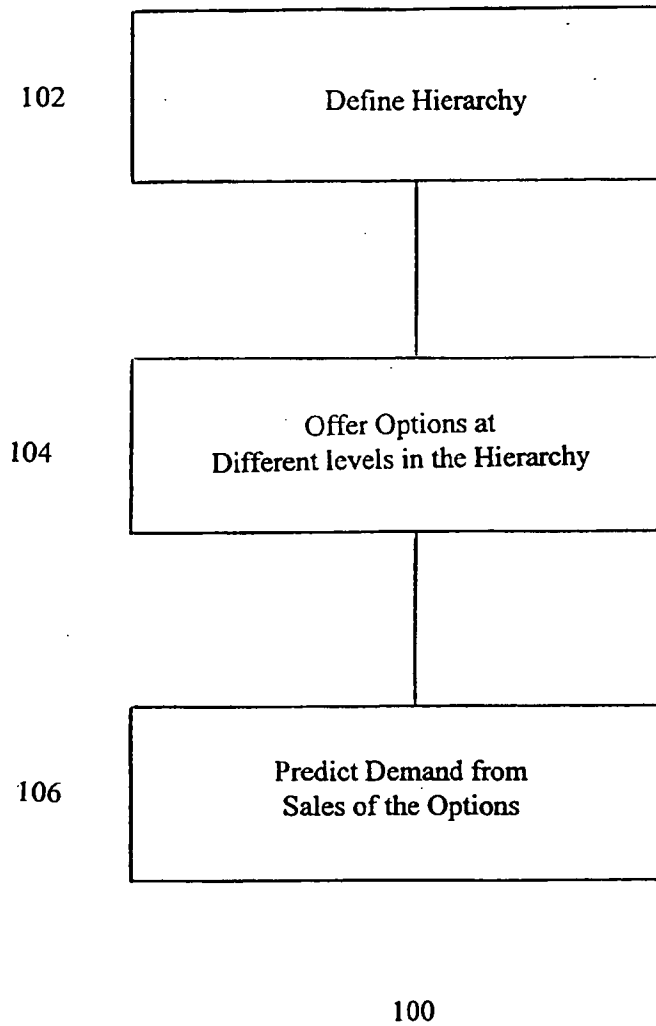 102
Define Hierarchy
104
Offer Options at
Different levels in the Hierarchy
106
Predict Demand from
Sales of the Options
100